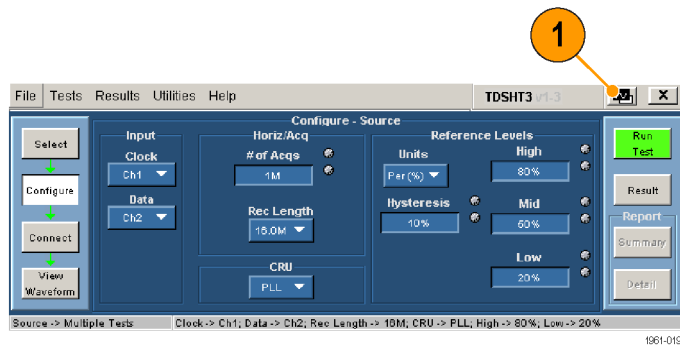 1
File Tests Results Utilities Help TDSHT3 v1.3 X
Configure - Source
Select
Configure
Connect
View
Waveform
Input
Clock
Ch1
Data
Ch2
Horiz/Acq
# of Acqs
1M
Rec Length
16.0M
CRU
PLL
Reference Levels
Units
Per(%)
Hysteresis
10%
High
80%
Mid
50%
Low
20%
Run
Test
Result
Report
Summary
Detail
Source -> Multiple Tests Clock -> Ch1; Data -> Ch2; Rec Length -> 16M; CRU -> PLL; High -> 80%; Low -> 20%
1961-019